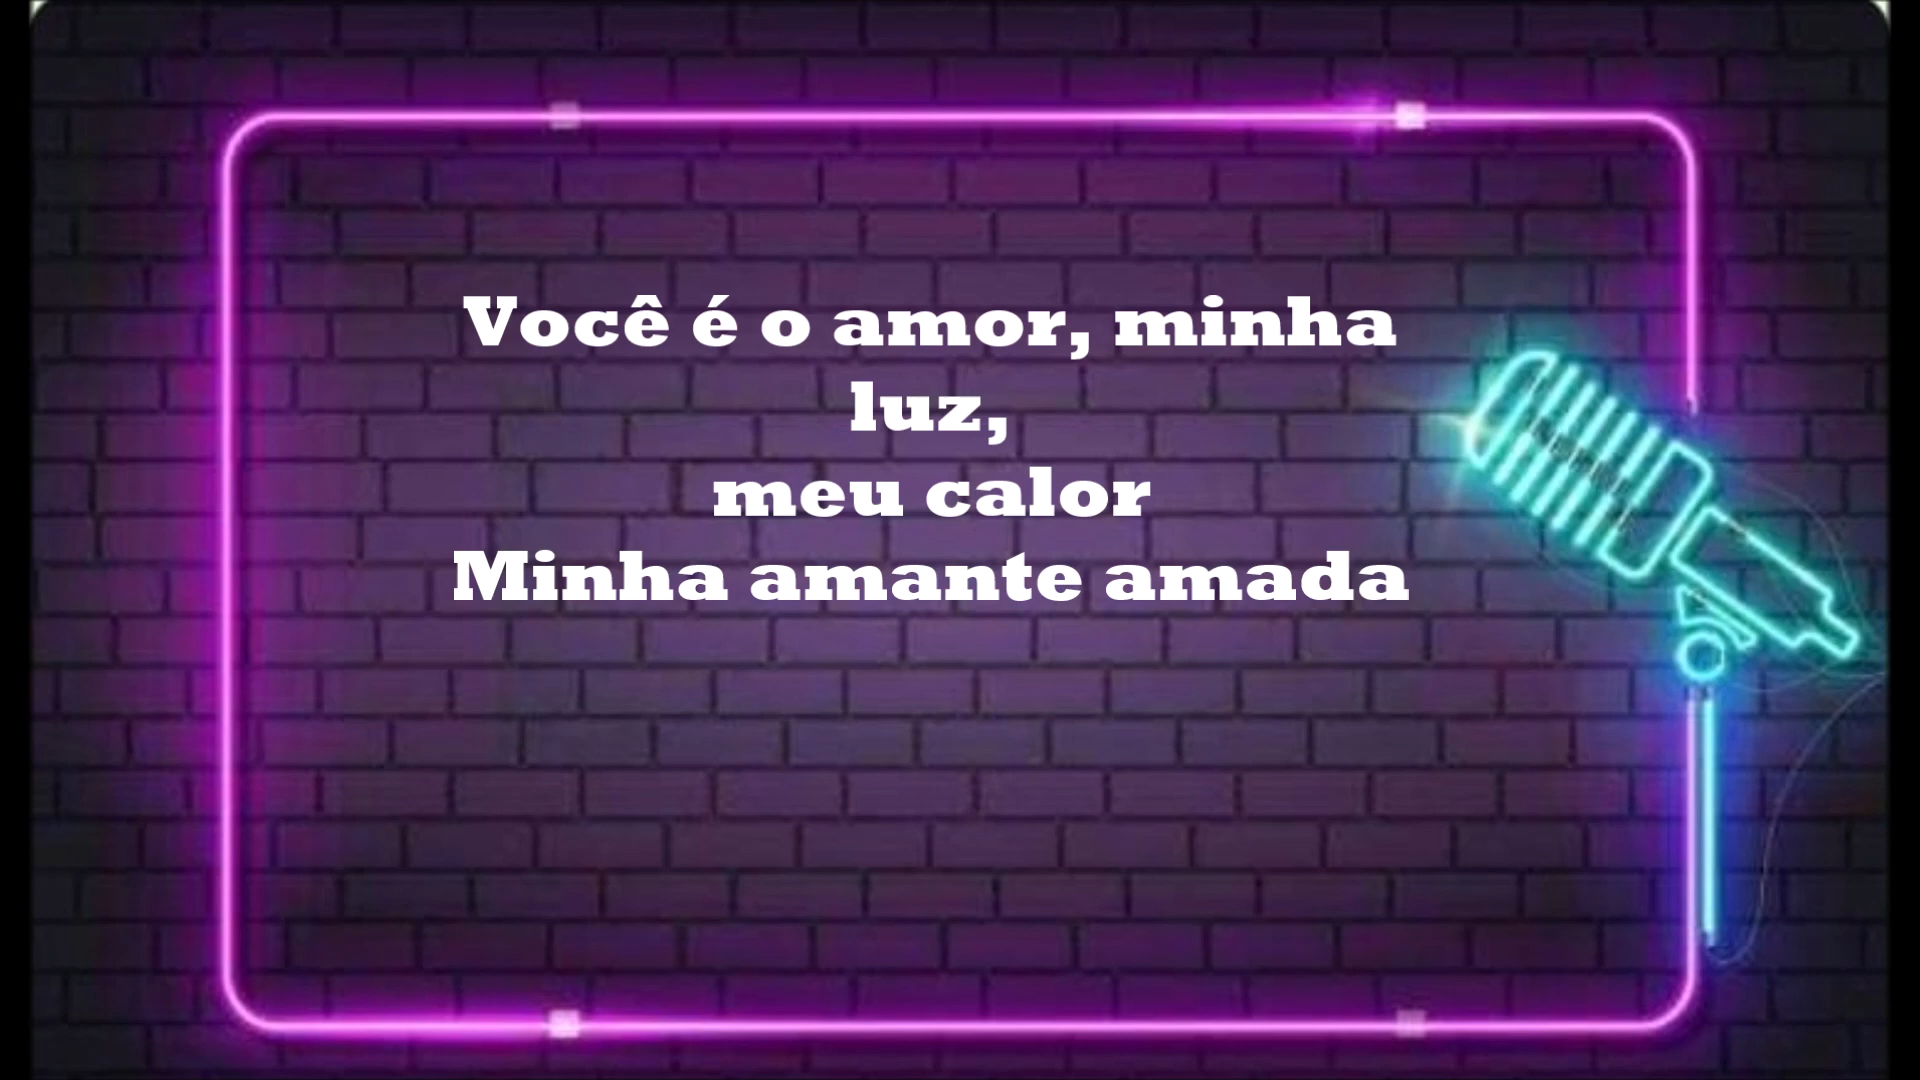 Você é o amor, minha
luz,
meu calor
Minha amante amada